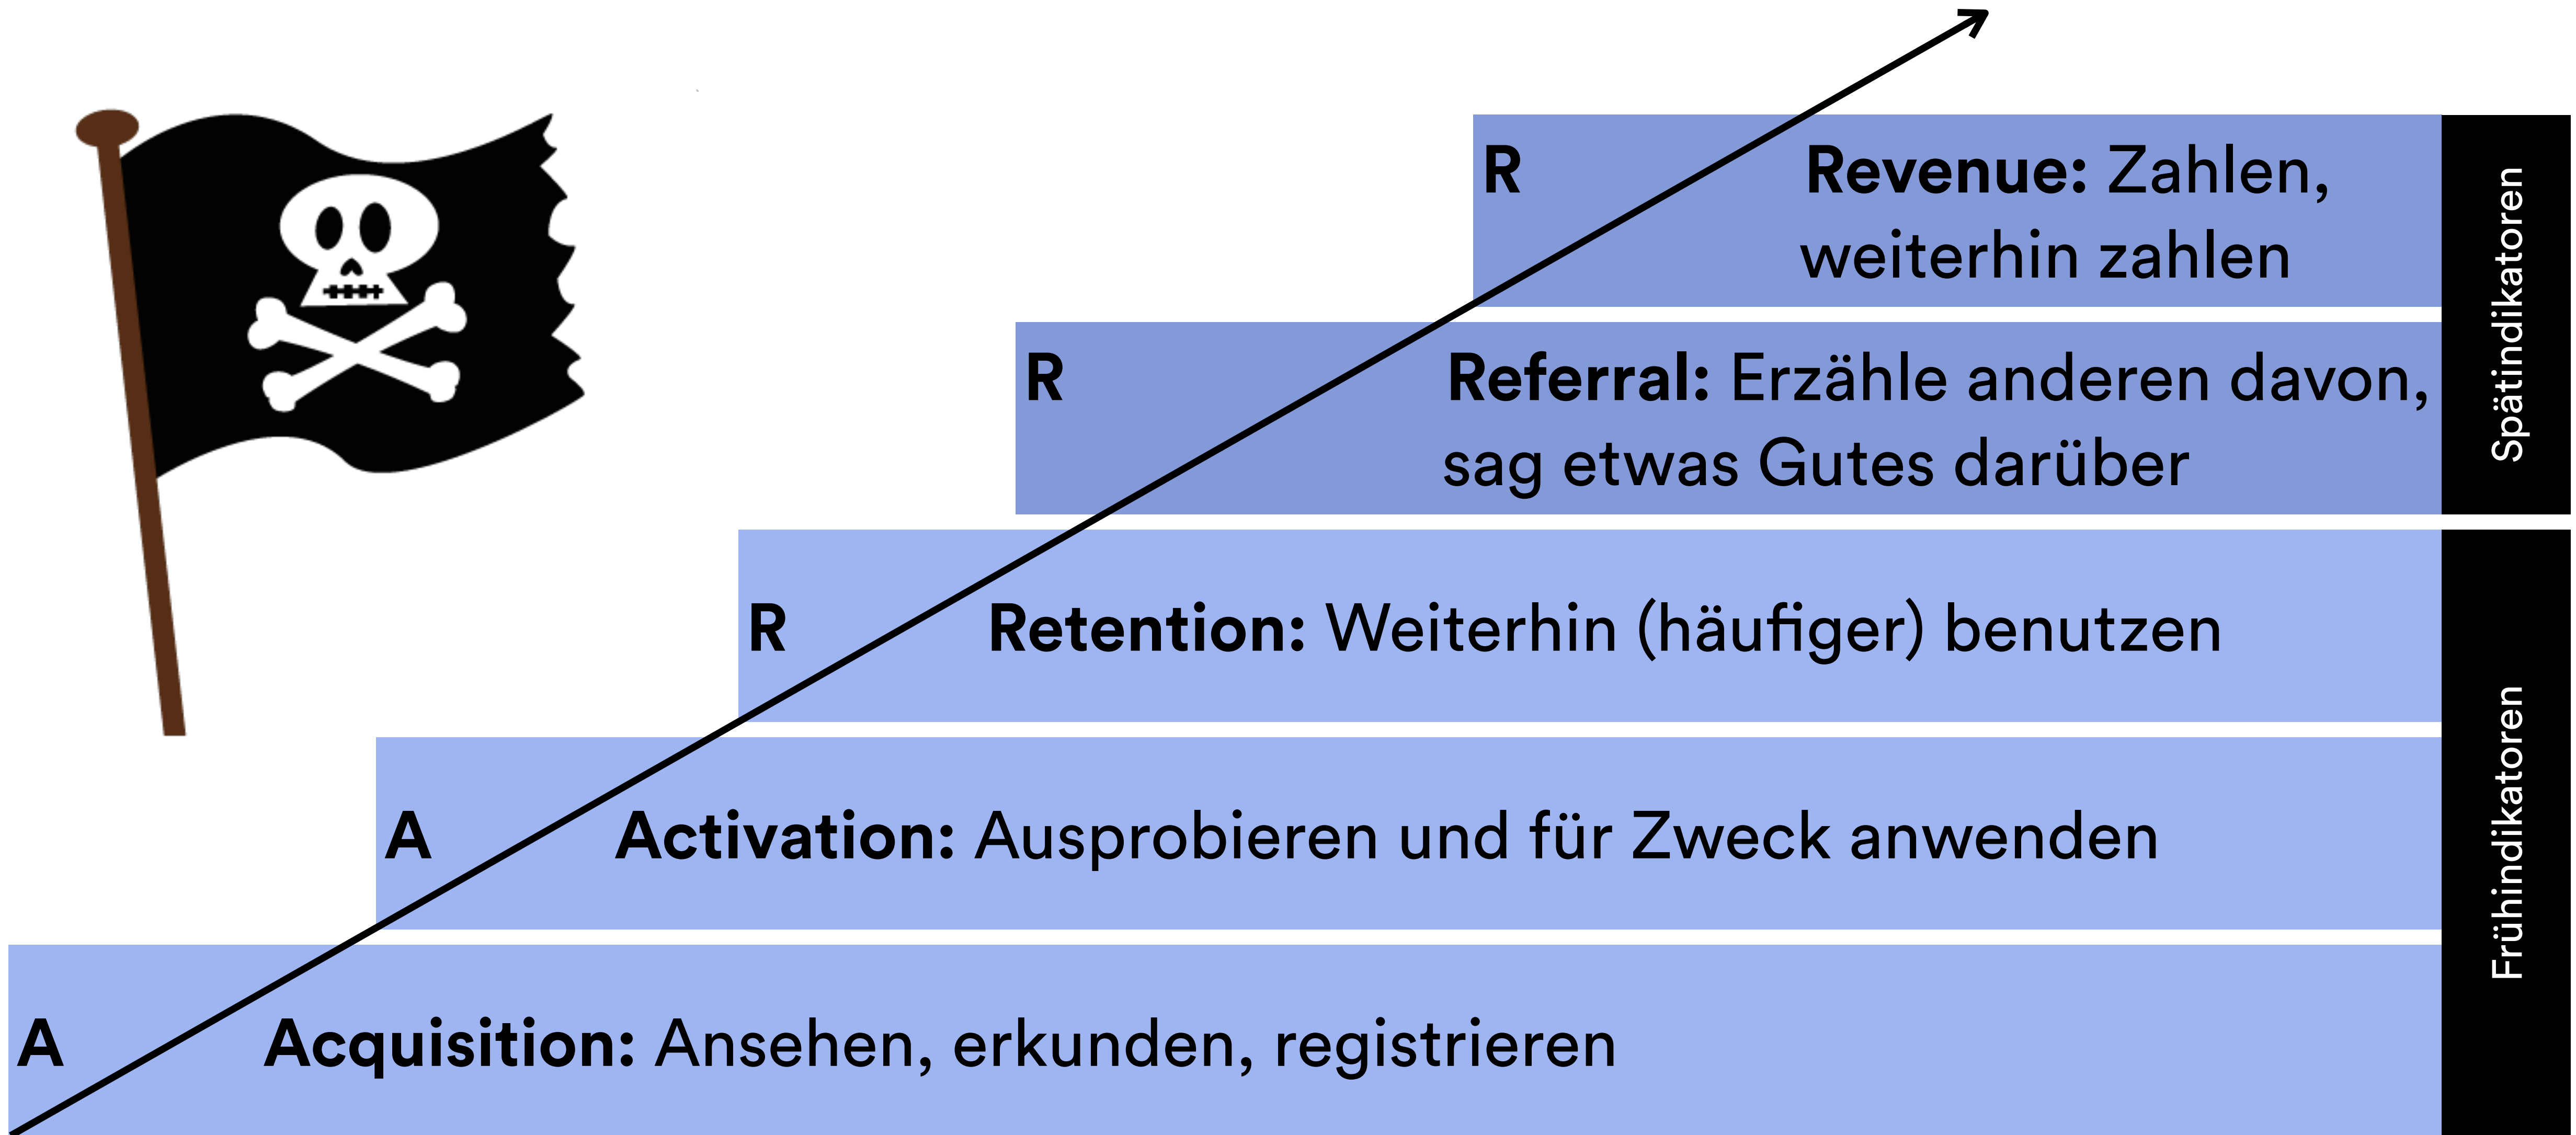 R
Revenue: Zahlen,
weiterhin zahlen
R
Referral: Erzähle anderen davon,
sag etwas Gutes darüber
Spätindikatoren
R
Retention: Weiterhin (häufiger) benutzen
A
Activation: Ausprobieren und für Zweck anwenden
A
Acquisition: Ansehen, erkunden, registrieren
Frühindikatoren